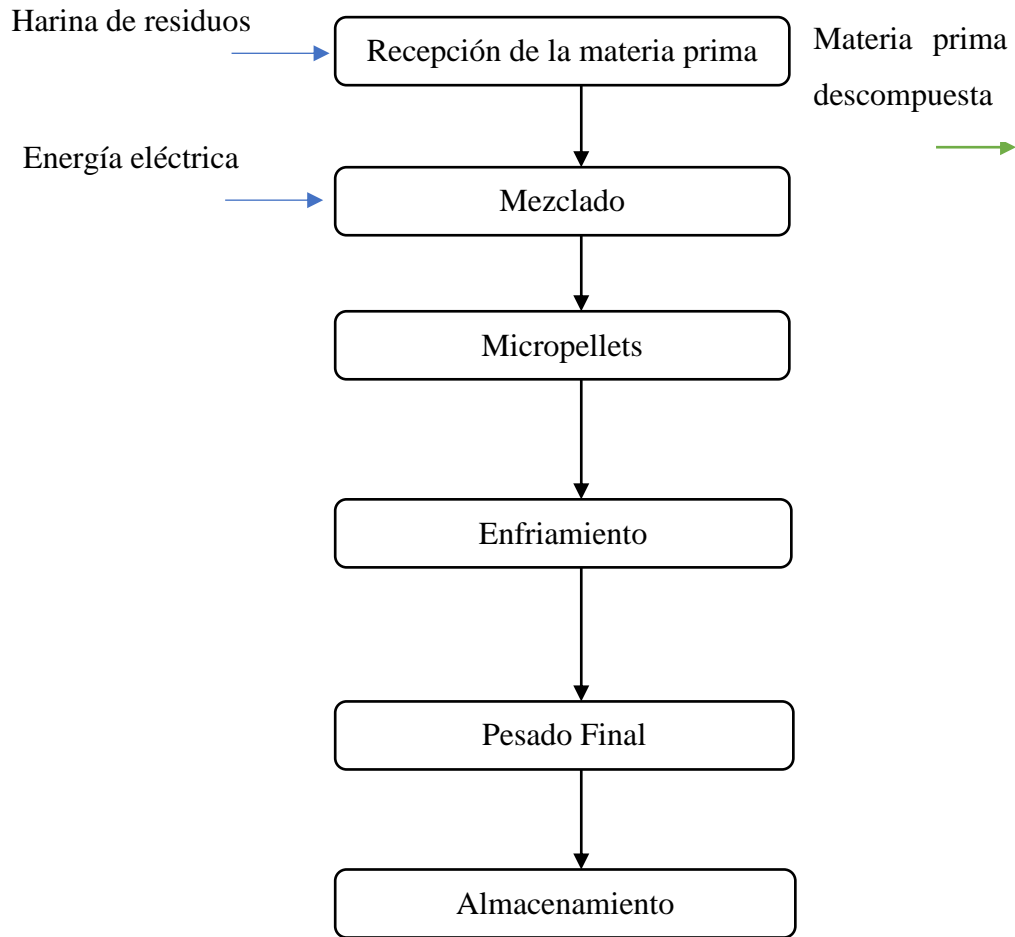 Harina de residuos
Recepción de la materia prima
Materia prima
descompuesta
Energía eléctrica
Mezclado
Micropellets
Enfriamiento
Pesado Final
Almacenamiento